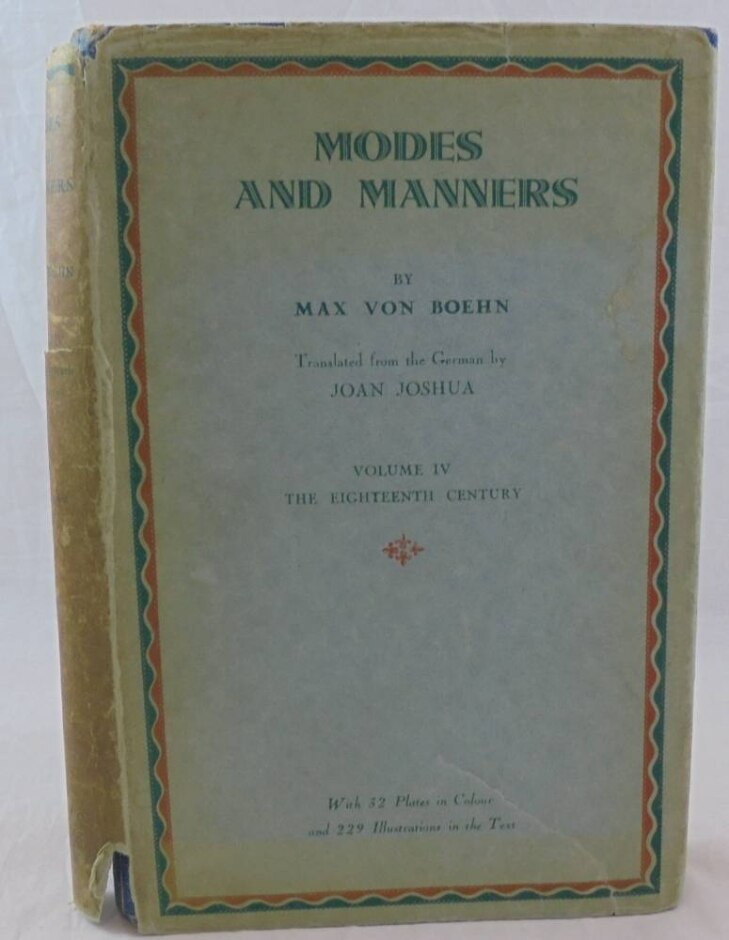 MODES
AND MANNERS
BY
MAX VON BOEHN
Translated from the German by
JOAN JOSHUA
VOLUME IV
THE EIGHTEENTH CENTURY
With 32 Plates in Colour
and 229 Illustrations in the Text